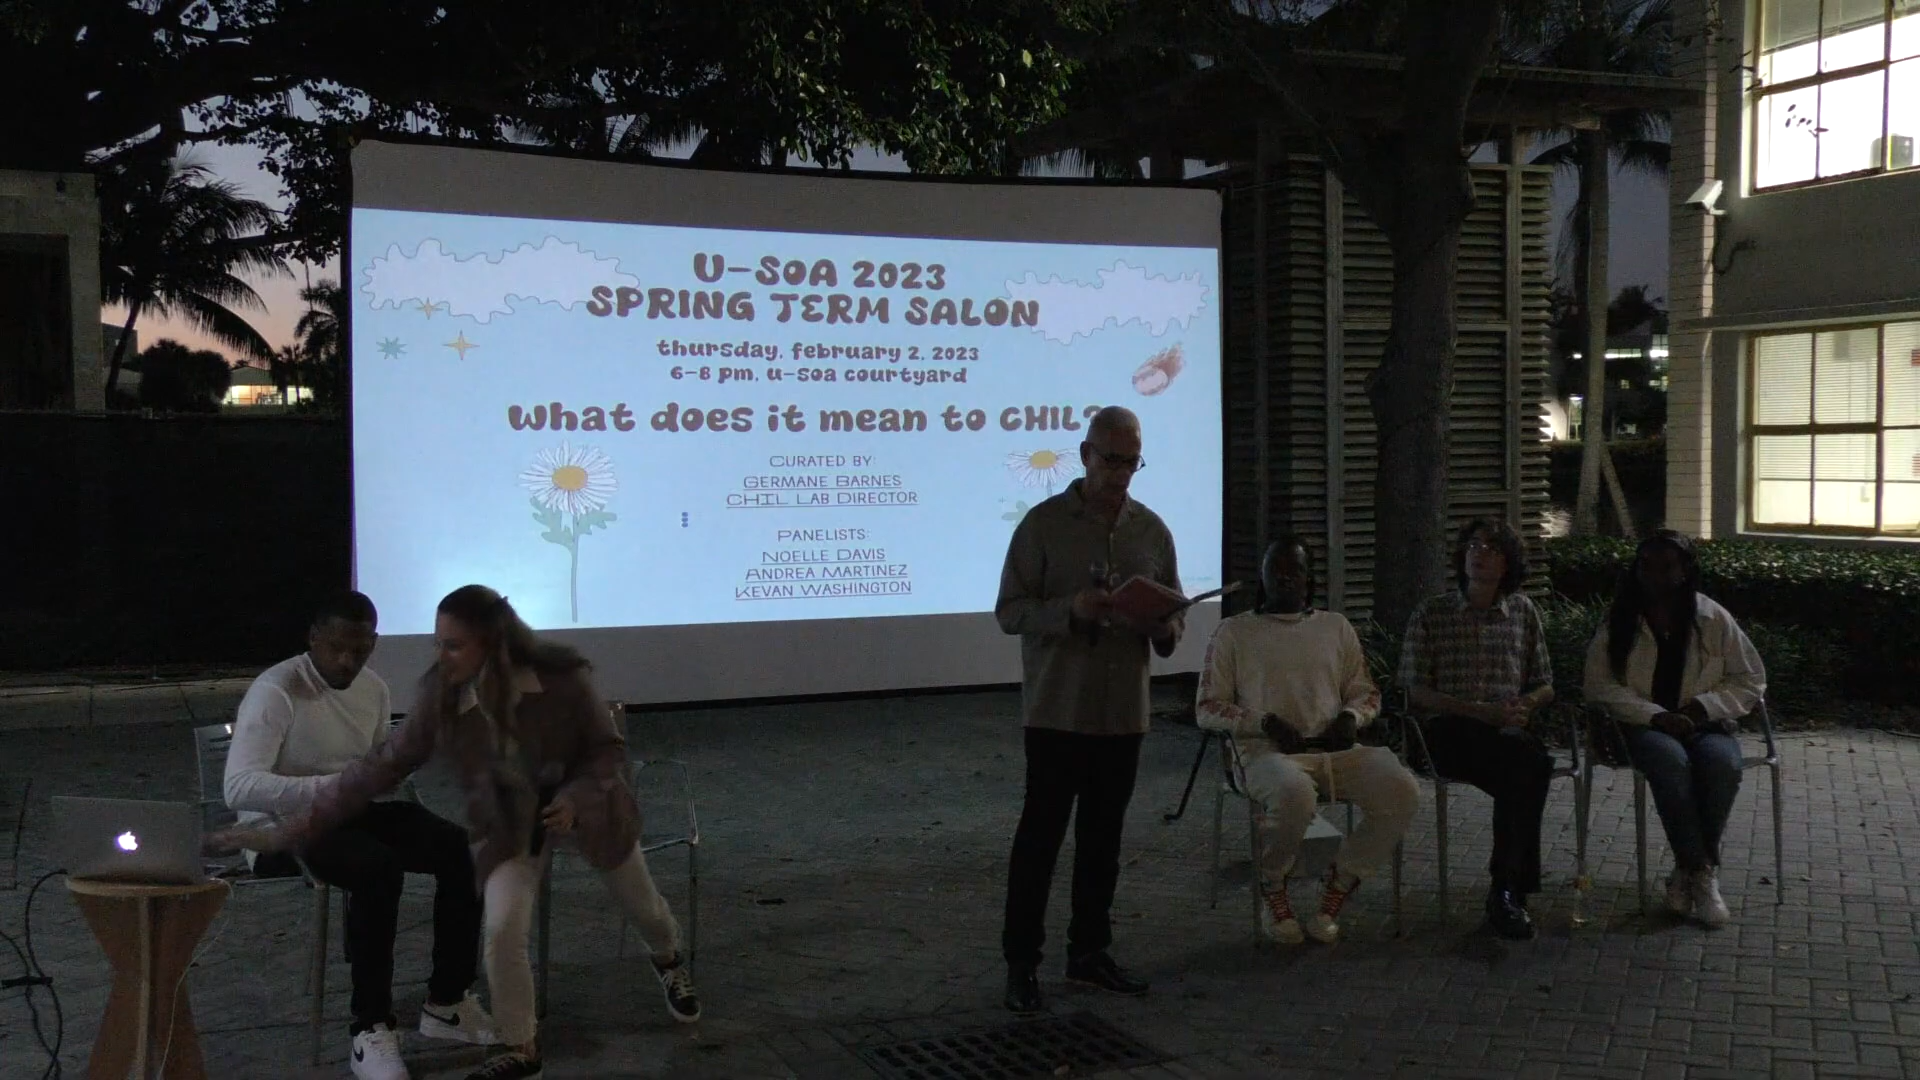 U-SOA 2023
SPRING TERM SALON
thursday, february 2, 2023
6-8 pm, u-soa courtyard
What does it mean to CHIL?
CURATED BY:
GERMANE BARNES
CHIL LAB DIRECTOR
PANELISTS:
NOELLE DAVIS
ANDREA MARTINEZ
KEVAN WASHINGTON